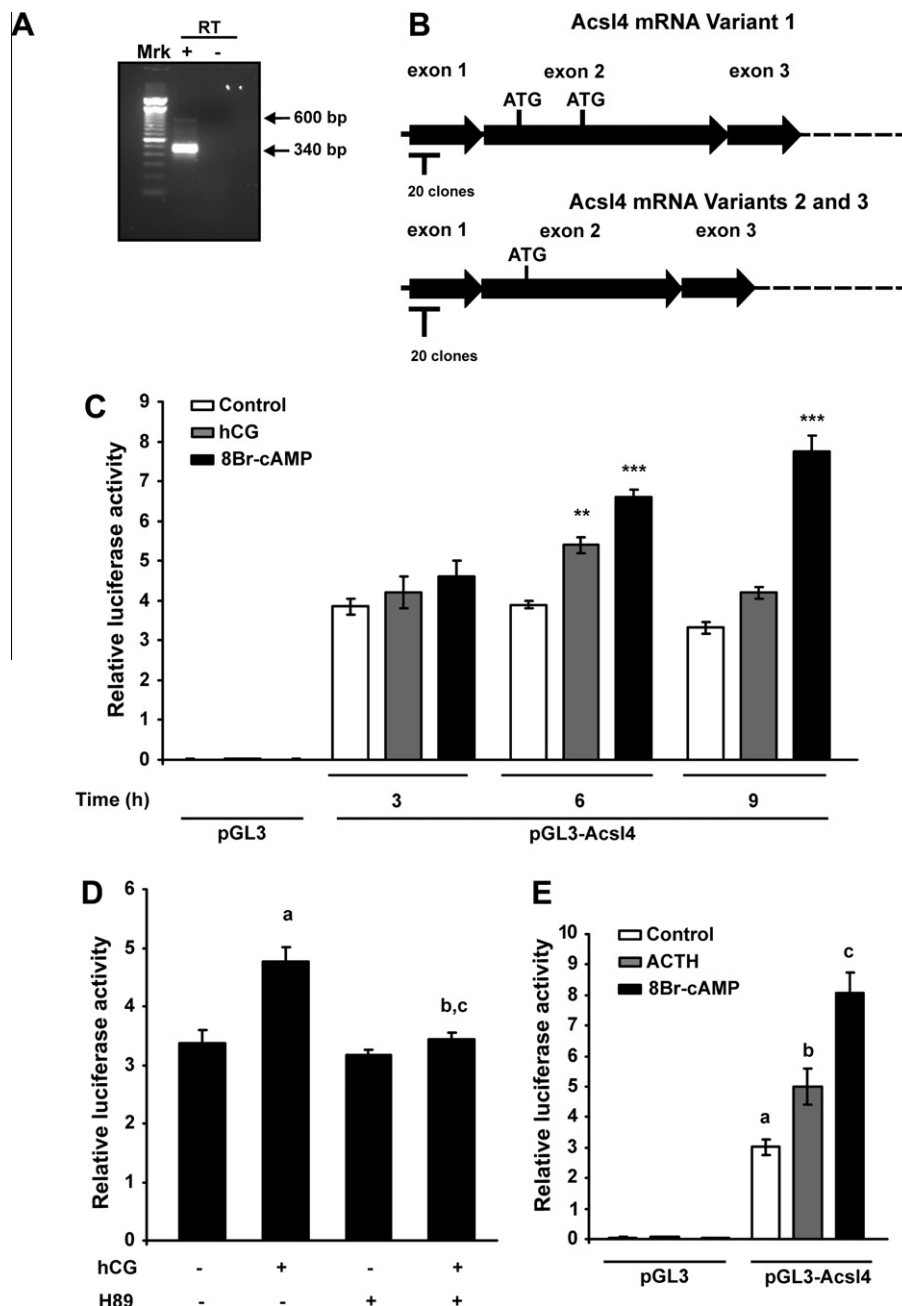 A
RT
Mrk + -
600 bp
340 bp
B
Acsl4 mRNA Variant 1
exon 1 exon 2 exon 3
ATG ATG
20 clones
Acsl4 mRNA Variants 2 and 3
exon 1 exon 2 exon 3
ATG
20 clones
C
Relative luciferase activity
9
8
7
6
5
4
3
2
1
0
Control
hCG
8Br-cAMP
** *** ***
Time (h) 3 6 9
pGL3 pGL3-Acsl4
D
Relative luciferase activity
6
5
4
3
2
1
0
a b,c
hCG - + - +
H89 - - + +
E
Relative luciferase activity
10
9
8
7
6
5
4
3
2
1
0
Control
ACTH
8Br-cAMP
a b c
pGL3 pGL3-Acsl4